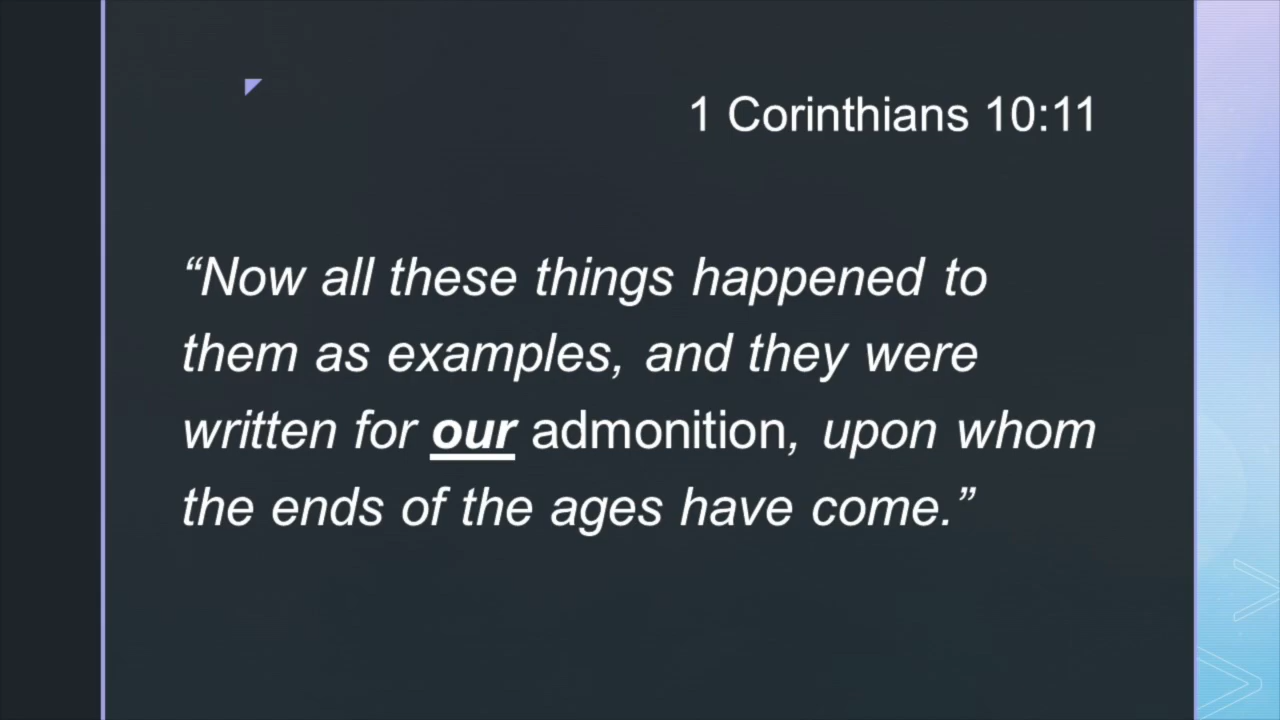 1 Corinthians 10:11
“Now all these things happened to
them as examples, and they were
written for our admonition, upon whom
the ends of the ages have come.”